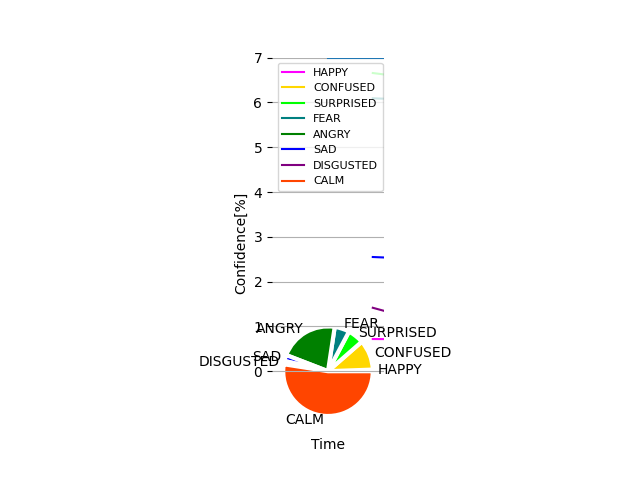 7
6
5
4
3
2
1
0
Confidence[%]
HAPPY
CONFUSED
SURPRISED
FEAR
ANGRY
SAD
DISGUSTED
CALM
ANGRY
FEAR
SURPRISED
SAD
CONFUSED
DISGUSTED
HAPPY
CALM
Time